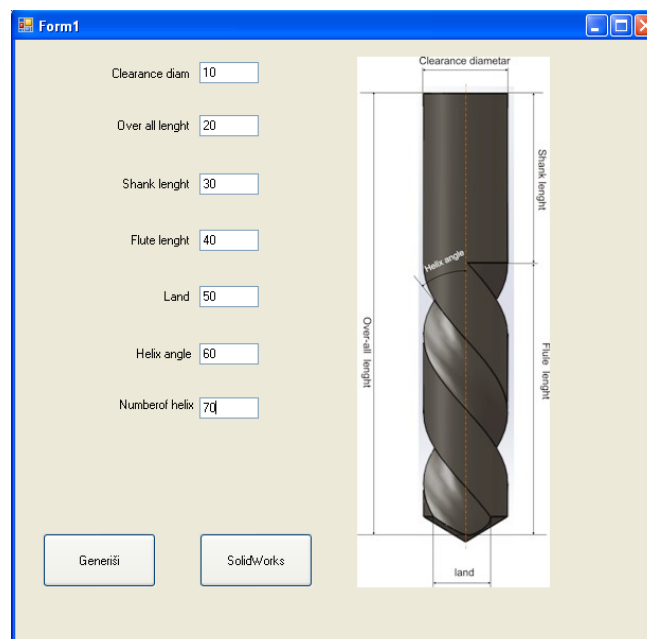 Form1
Clearance diam 10
Over all lenght 20
Shank lenght 30
Flute lenght 40
Land 50
Helix angle 60
Numberof helix 70
Generiši
SolidWorks
Clearance diametar
Shank lenght
Helix angle
Over-all lenght
Flule lenght
land